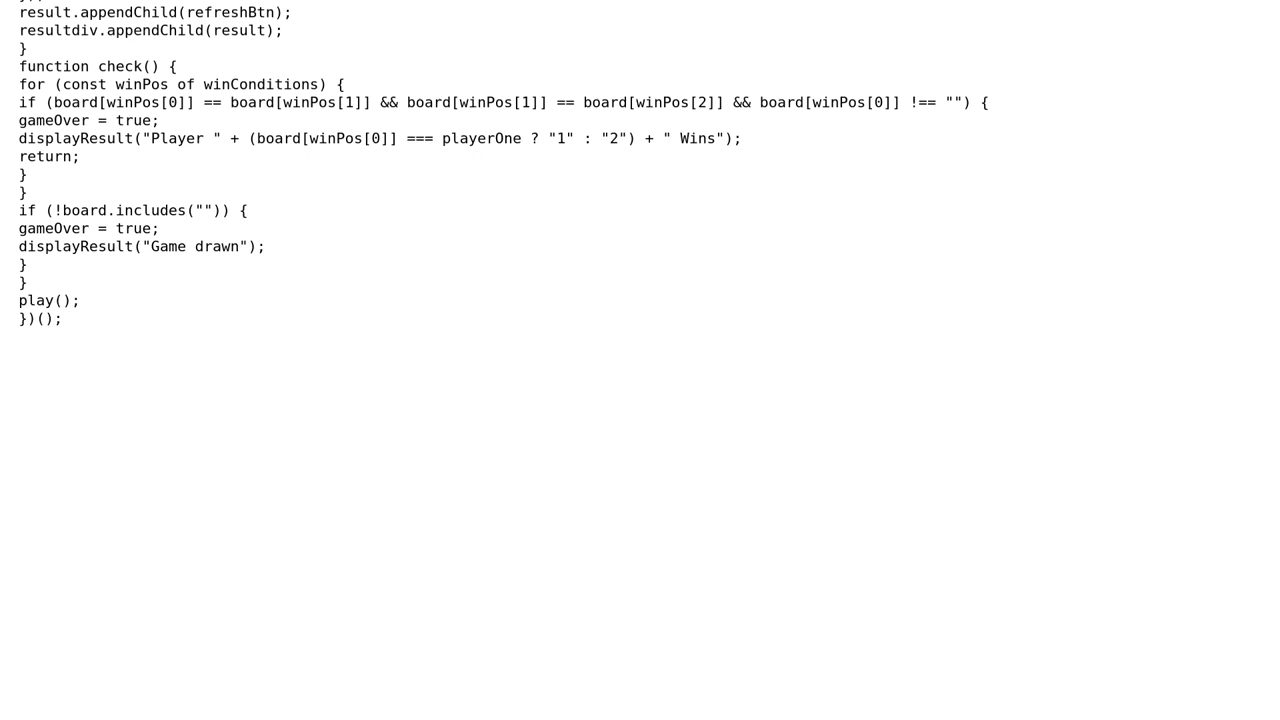 result.appendChild(refreshBtn);
resultdiv.appendChild(result);
}
function check() {
for (const winPos of winConditions) {
if (board[winPos[0]] == board[winPos[1]] && board[winPos[1]] == board[winPos[2]] && board[winPos[0]] !== "") {
gameOver = true;
displayResult("Player " + (board[winPos[0]] === playerOne ? "1" : "2") + " Wins");
return;
}
}
if (!board.includes("")) {
gameOver = true;
displayResult("Game drawn");
}
}
play();
})();